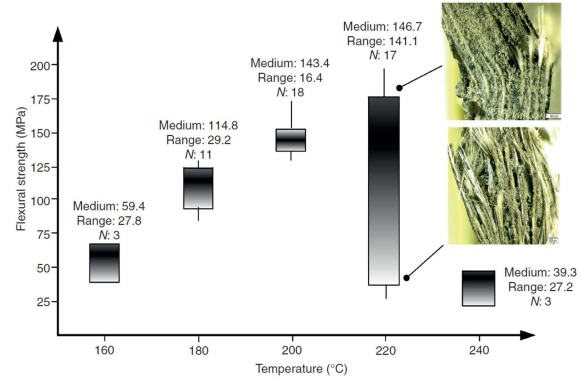 Medium: 146.7
Range: 141.1
N: 17
Medium: 143.4
Range: 16.4
N: 18
Medium: 114.8
Range: 29.2
N: 11
Medium: 59.4
Range: 27.8
N: 3
Medium: 39.3
Range: 27.2
N: 3
Flexural strength (MPa)
200
175
150
125
100
75
50
25
160
180
200
220
240
Temperature (°C)